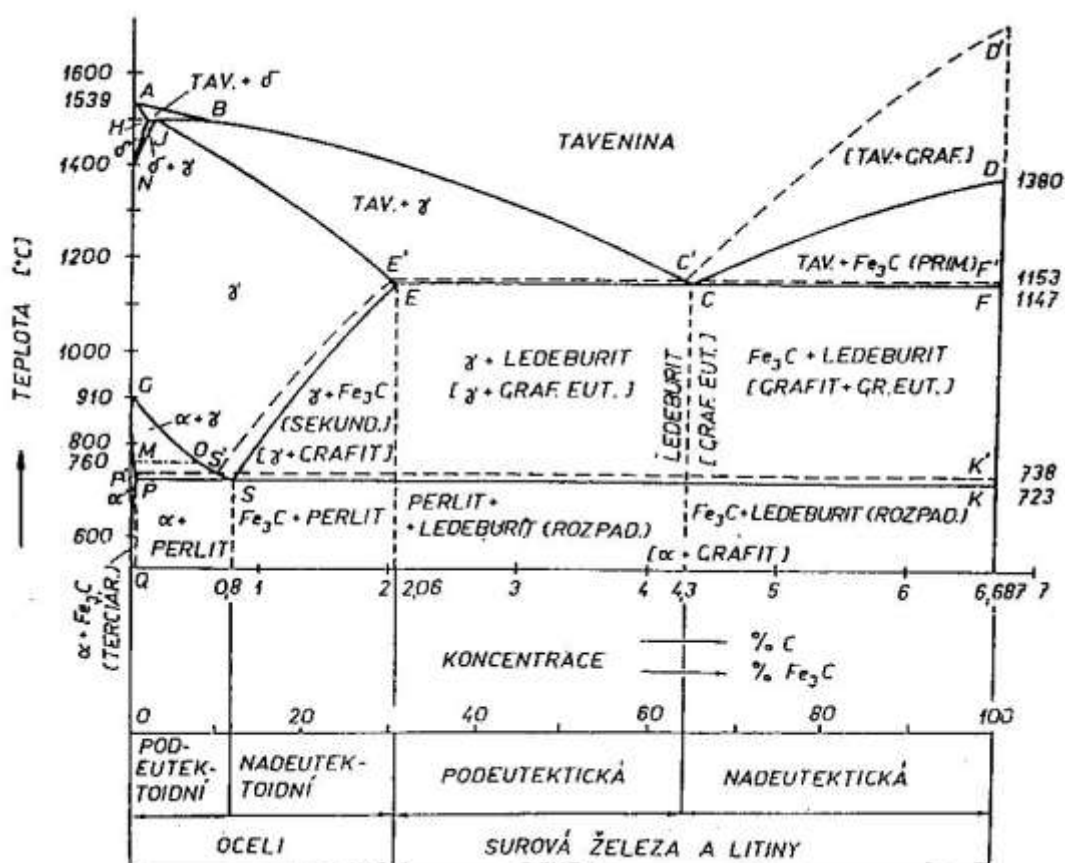 1600
1539
TAV. + δ
A
B
H
δ
1400
N
δ + γ
TAVENINA
D'
[TAV.+GRAF.]
D
1380
TAV. + γ
TEPLOTA [°C]
1200
E'
C'
TAV. + Fe₃C (PRIM.)
F'
1153
γ
E
C
F
1147
1000
γ + LEDEBURIT
[γ + GRAF. EUT.]
LEDEBURIT
[GRAF. EUT.]
Fe₃C + LEDEBURIT
[GRAFIT + GR. EUT.]
G
910
α + γ
γ + Fe₃C
(SEKUND.)
[γ + GRAFIT]
800
M
O
S'
760
K'
738
P'
P
S
K
723
α
α +
PERLIT
Fe₃C + PERLIT
PERLIT +
+ LEDEBURIT (ROZPAD.)
Fe₃C + LEDEBURIT (ROZPAD.)
[α + GRAFIT]
600
Q
0,8 1 2 2,06 3 4 4,3 5 6 6,687 7
α + Fe₃C
(TERCIÁR.)
KONCENTRACE
% C
% Fe₃C
0 20 40 60 80 100
POD-
EUTEK-
TOIDNÍ
NADEUTEK-
TOIDNÍ
PODEUTEKTICKÁ
NADEUTEKTICKÁ
OCELI
SUROVÁ ŽELEZA A LITINY